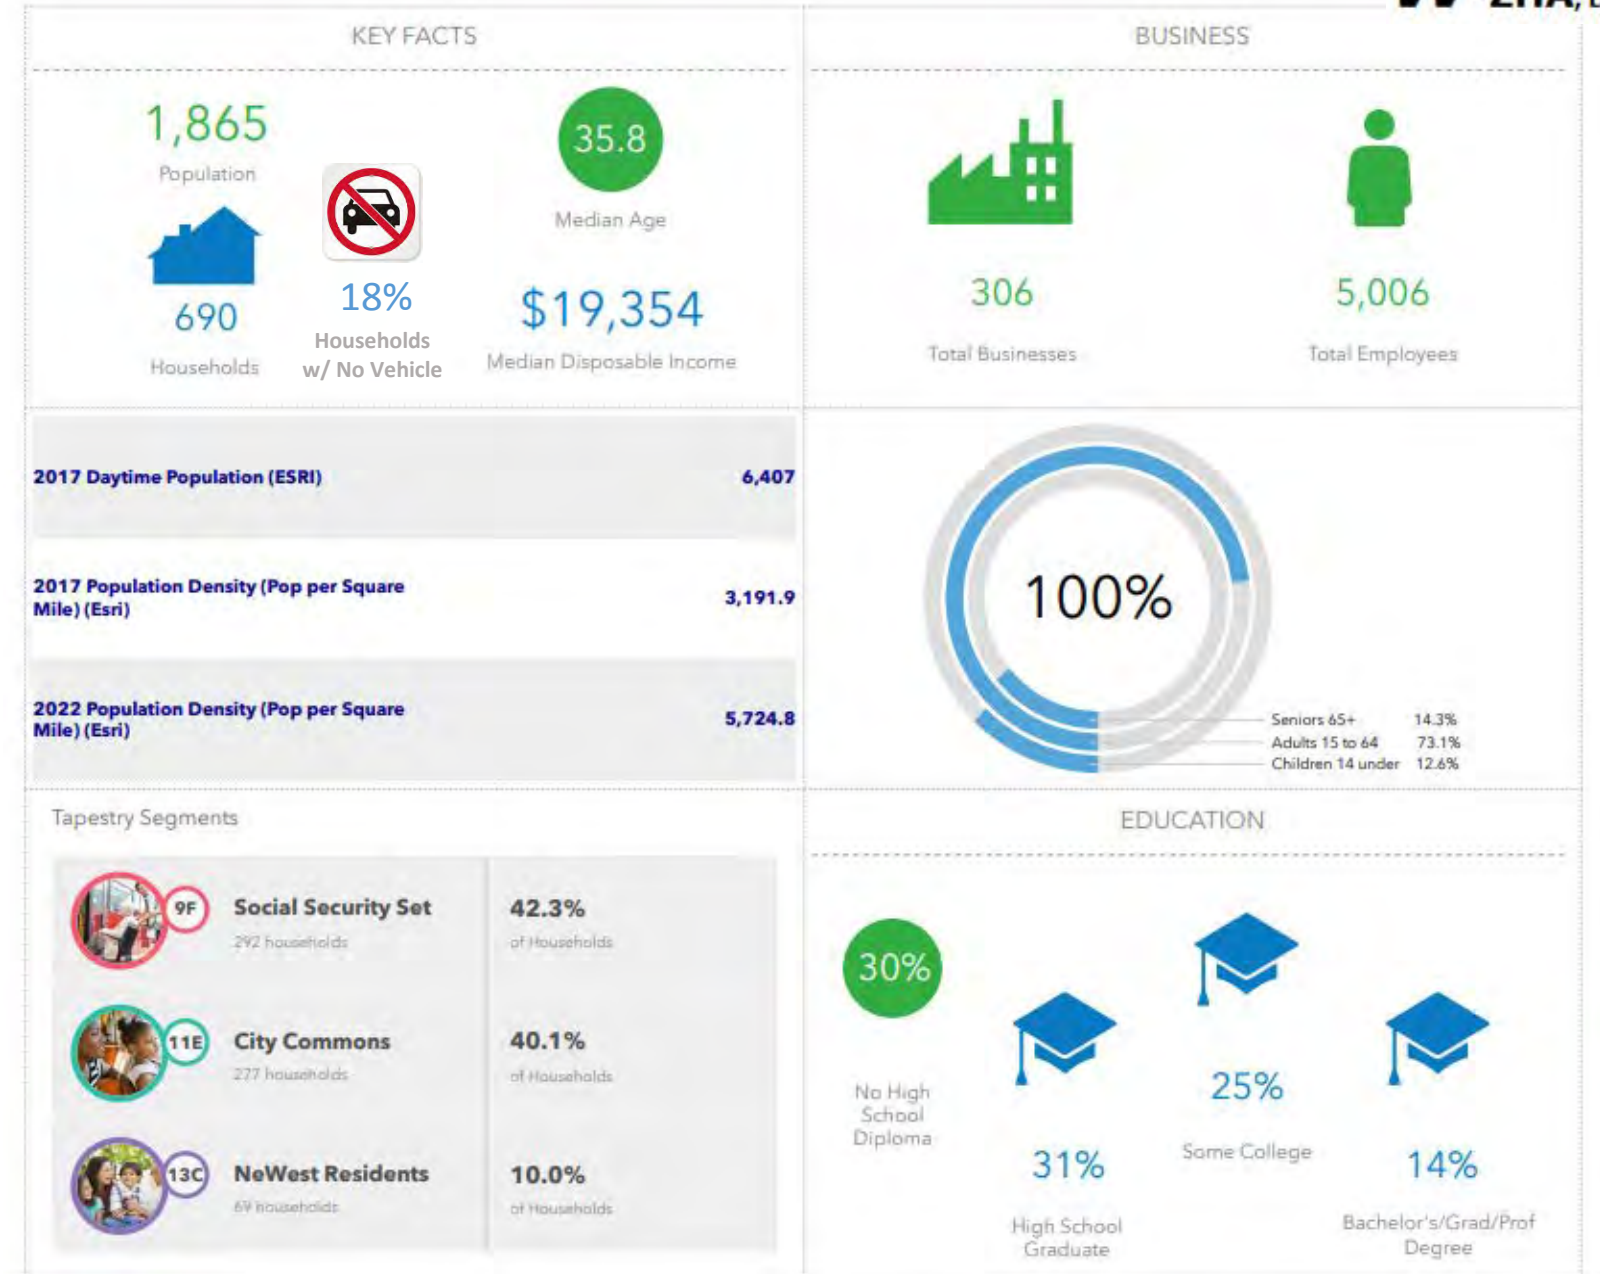 ZHA,
KEY FACTS
1,865
Population
690
Households
18%
Households
w/ No Vehicle
35.8
Median Age
$19,354
Median Disposable Income
BUSINESS
306
Total Businesses
5,006
Total Employees
2017 Daytime Population (ESRI) 6,407
2017 Population Density (Pop per Square
Mile) (Esri) 3,191.9
2022 Population Density (Pop per Square
Mile) (Esri) 5,724.8
100%
Seniors 65+ 14.3%
Adults 15 to 64 73.1%
Children 14 under 12.6%
Tapestry Segments
9F Social Security Set 42.3%
292 households of Households
11E City Commons 40.1%
277 households of Households
13C NeWest Residents 10.0%
69 households of Households
EDUCATION
30%
No High
School
Diploma
31%
High School
Graduate
25%
Some College
14%
Bachelor's/Grad/Prof
Degree